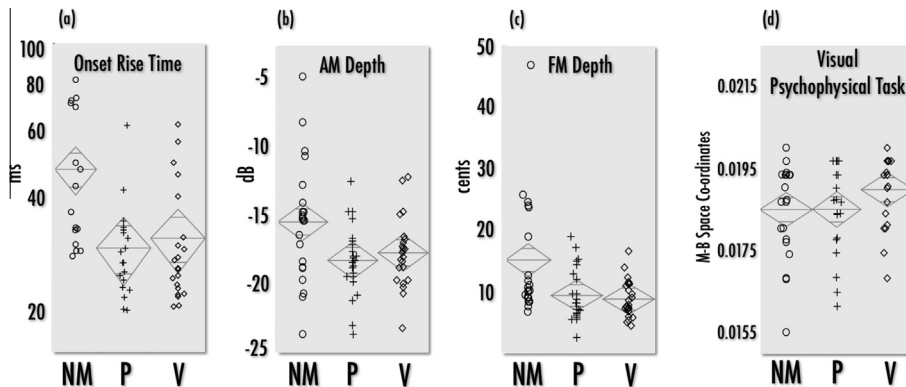 (a)
Onset Rise Time
100
80
60
40
20
ms
NM P V
(b)
AM Depth
-5
-10
-15
-20
-25
dB
NM P V
(c)
FM Depth
50
40
30
20
10
cents
NM P V
(d)
Visual
Psychophysical Task
0.0215
0.0195
0.0175
0.0155
M-B Space Co-ordinates
NM P V